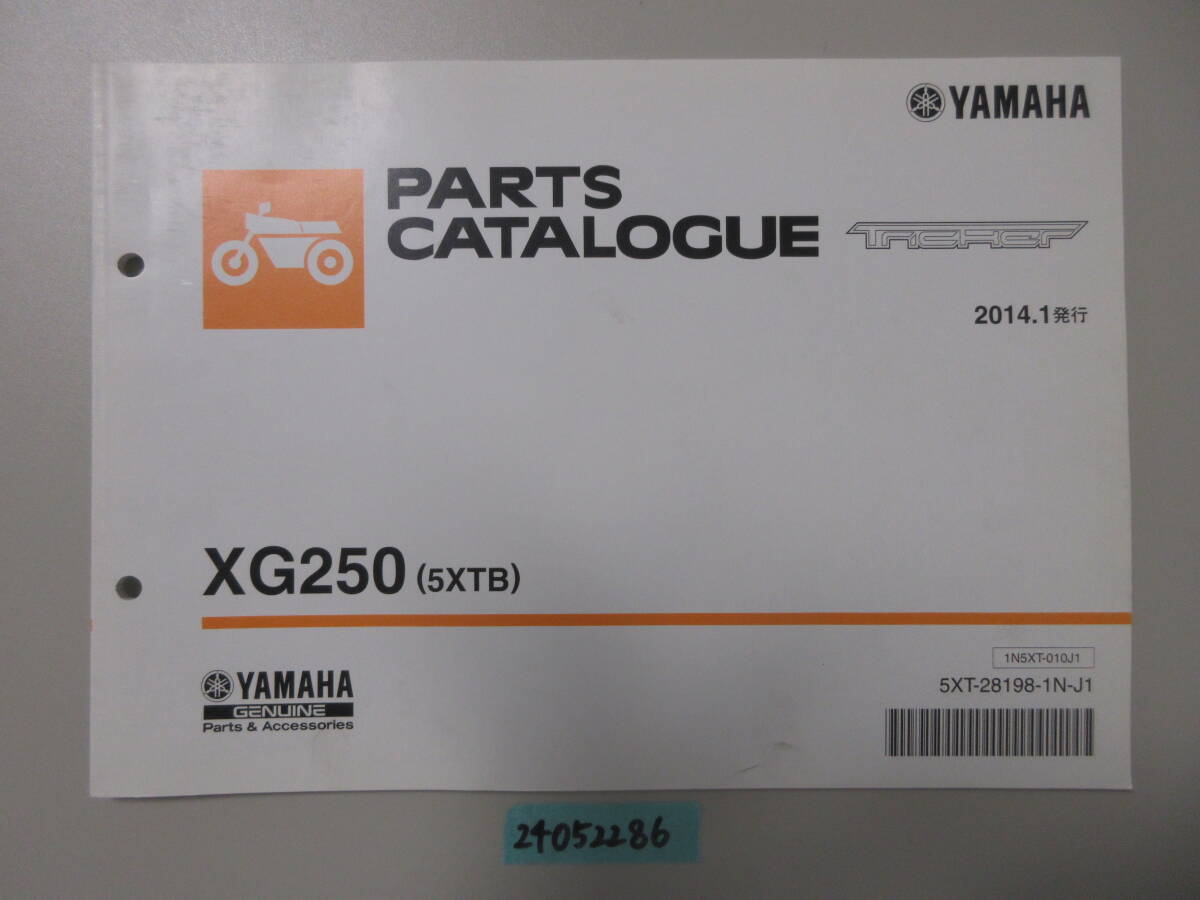 YAMAHA
PARTS
CATALOGUE
TRICKER
2014.1発行
XG250 (5XTB)
1N5XT-010J1
5XT-28198-1N-J1
YAMAHA
GENUINE
Parts & Accessories
24052286